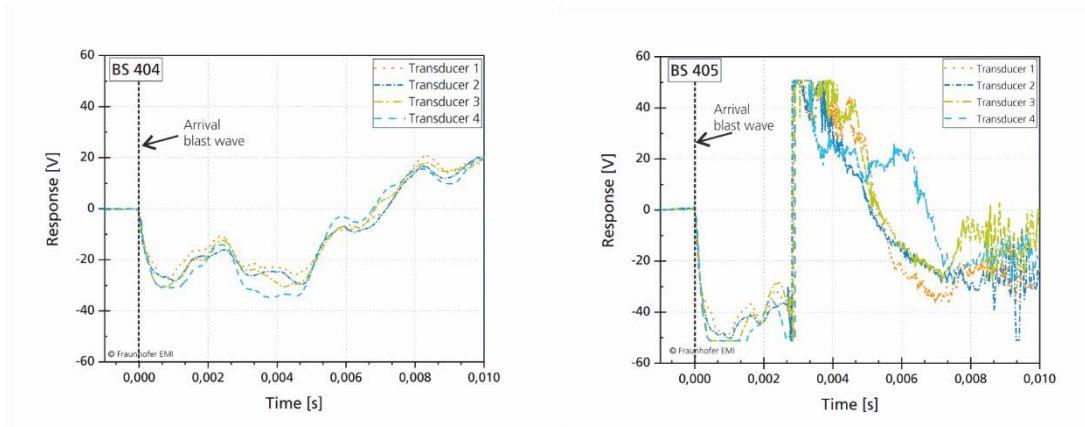 BS 404
Transducer 1
Transducer 2
Transducer 3
Transducer 4
Arrival
blast wave
Response [V]
60
40
20
0
-20
-40
-60
© Fraunhofer EMI
0,000
0,002
0,004
0,006
0,008
0,010
Time [s]
BS 405
Transducer 1
Transducer 2
Transducer 3
Transducer 4
Arrival
blast wave
Response [V]
60
40
20
0
-20
-40
-60
© Fraunhofer EMI
0,000
0,002
0,004
0,006
0,008
0,010
Time [s]